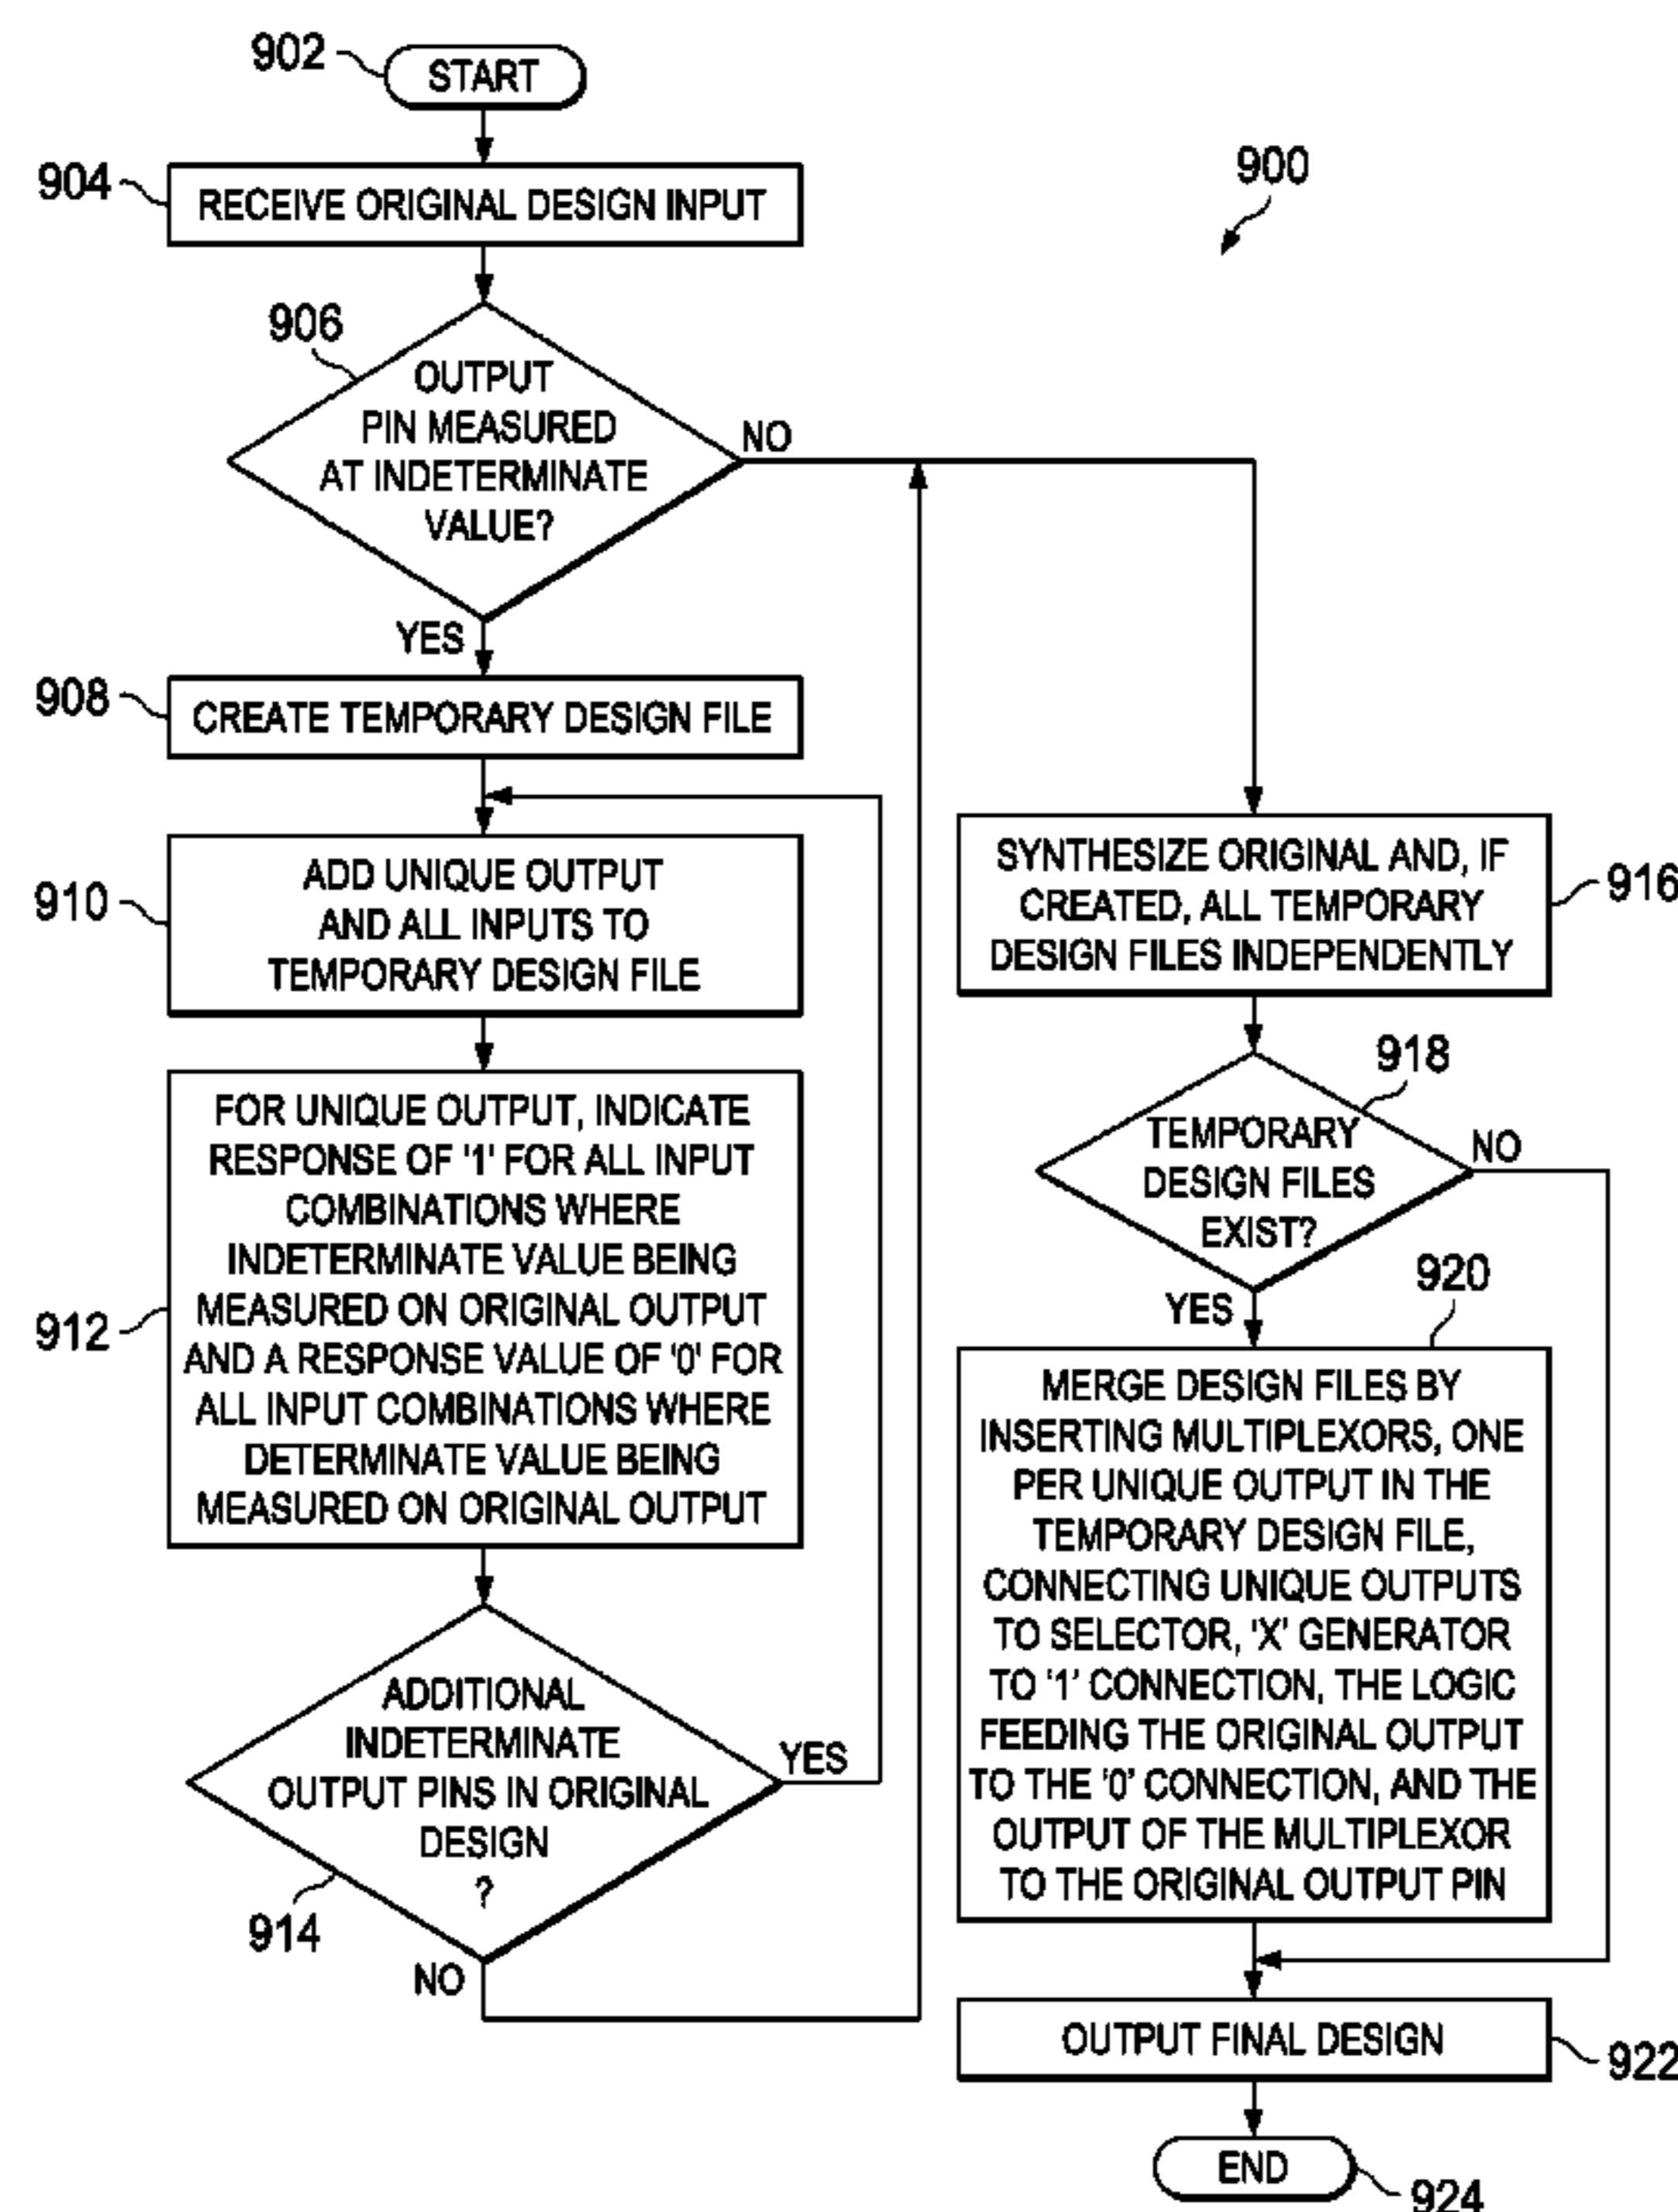 902
START
904
RECEIVE ORIGINAL DESIGN INPUT
900
906
OUTPUT
PIN MEASURED
AT INDETERMINATE
VALUE?
NO
YES
908
CREATE TEMPORARY DESIGN FILE
910
ADD UNIQUE OUTPUT
AND ALL INPUTS TO
TEMPORARY DESIGN FILE
912
FOR UNIQUE OUTPUT, INDICATE
RESPONSE OF '1' FOR ALL INPUT
COMBINATIONS WHERE
INDETERMINATE VALUE BEING
MEASURED ON ORIGINAL OUTPUT
AND A RESPONSE VALUE OF '0' FOR
ALL INPUT COMBINATIONS WHERE
DETERMINATE VALUE BEING
MEASURED ON ORIGINAL OUTPUT
ADDITIONAL
INDETERMINATE
OUTPUT PINS IN ORIGINAL
DESIGN
?
YES
914
NO
SYNTHESIZE ORIGINAL AND, IF
CREATED, ALL TEMPORARY
DESIGN FILES INDEPENDENTLY
916
918
TEMPORARY
DESIGN FILES
EXIST?
NO
YES
920
MERGE DESIGN FILES BY
INSERTING MULTIPLEXORS, ONE
PER UNIQUE OUTPUT IN THE
TEMPORARY DESIGN FILE,
CONNECTING UNIQUE OUTPUTS
TO SELECTOR, 'X' GENERATOR
TO '1' CONNECTION, THE LOGIC
FEEDING THE ORIGINAL OUTPUT
TO THE '0' CONNECTION, AND THE
OUTPUT OF THE MULTIPLEXOR
TO THE ORIGINAL OUTPUT PIN
OUTPUT FINAL DESIGN
922
END
924